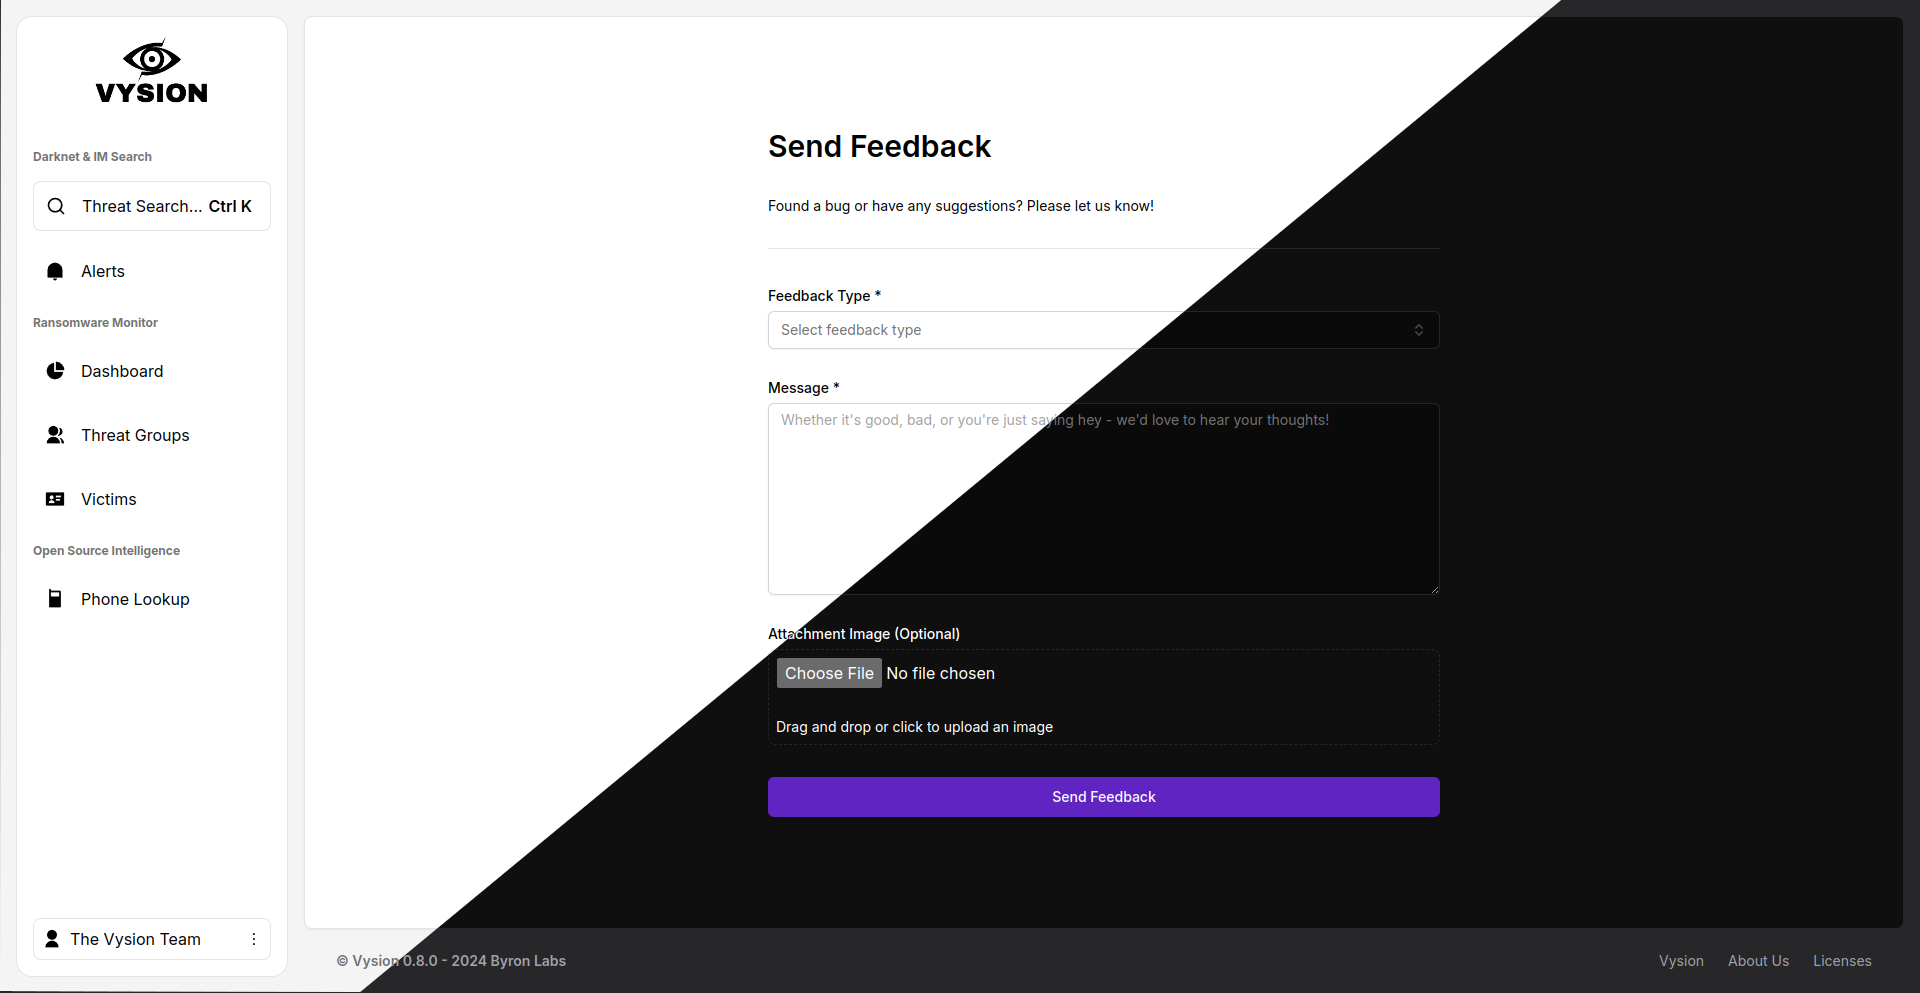 VYSION
Darknet & IM Search
Threat Search... Ctrl K
Alerts
Ransomware Monitor
Dashboard
Threat Groups
Victims
Open Source Intelligence
Phone Lookup
The Vysion Team
Send Feedback
Found a bug or have any suggestions? Please let us know!
Feedback Type *
Select feedback type
Message *
Whether it's good, bad, or you're just saying hey - we'd love to hear your thoughts!
Attachment Image (Optional)
Choose File No file chosen
Drag and drop or click to upload an image
Send Feedback
© Vysion 0.8.0 - 2024 Byron Labs
Vysion About Us Licenses